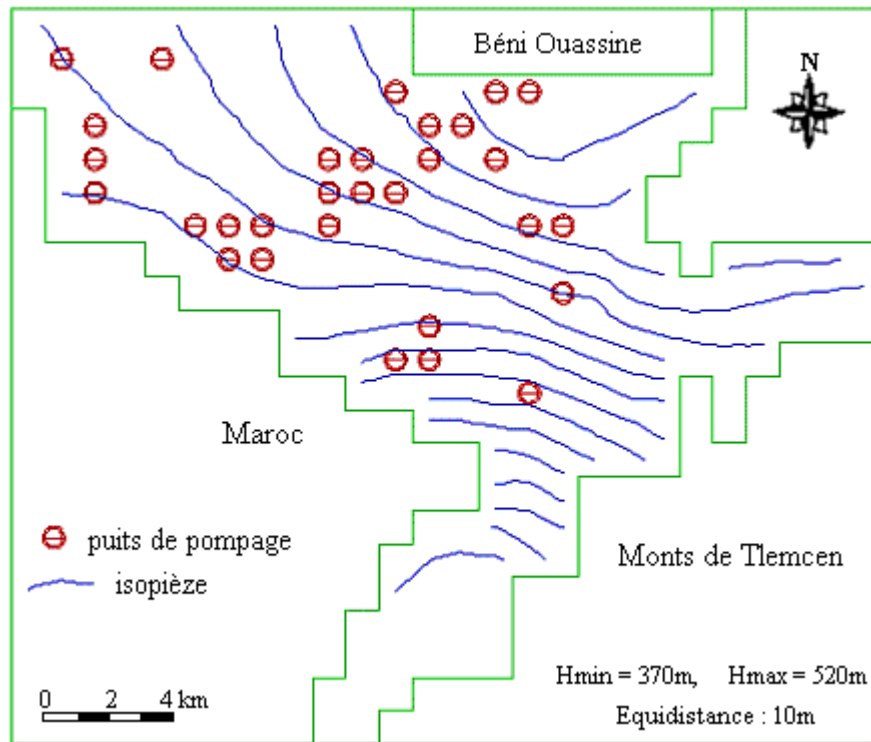 Béni Ouassine
N
Maroc
puits de pompage
isopièze
Monts de Tlemcen
0 2 4 km
Hmin = 370m, Hmax = 520m
Equidistance : 10m